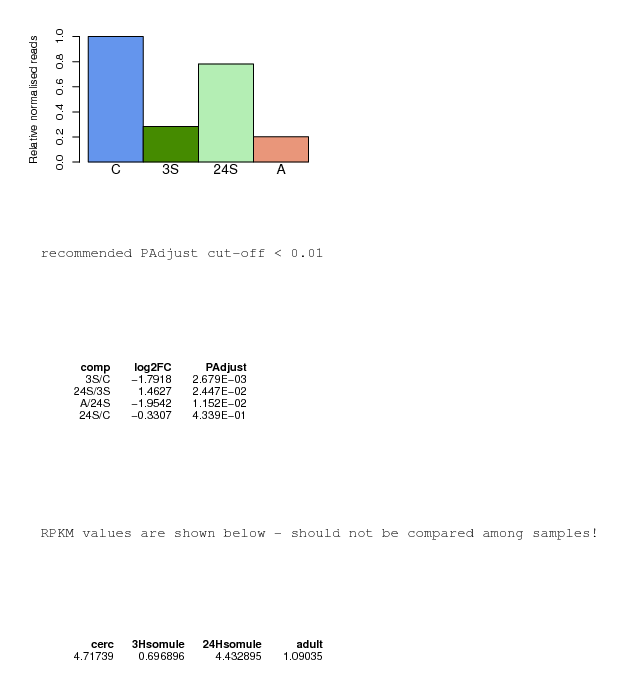 Relative normalised reads
1.0
0.8
0.6
0.4
0.2
0.0
C 3S 24S A
recommended PAdjust cut-off < 0.01
comp log2FC PAdjust
3S/C −1.7918 2.679E−03
24S/3S 1.4627 2.447E−02
A/24S −1.9542 1.152E−02
24S/C −0.3307 4.339E−01
RPKM values are shown below - should not be compared among samples!
cerc 3Hsomule 24Hsomule adult
4.71739 0.696896 4.432895 1.09035